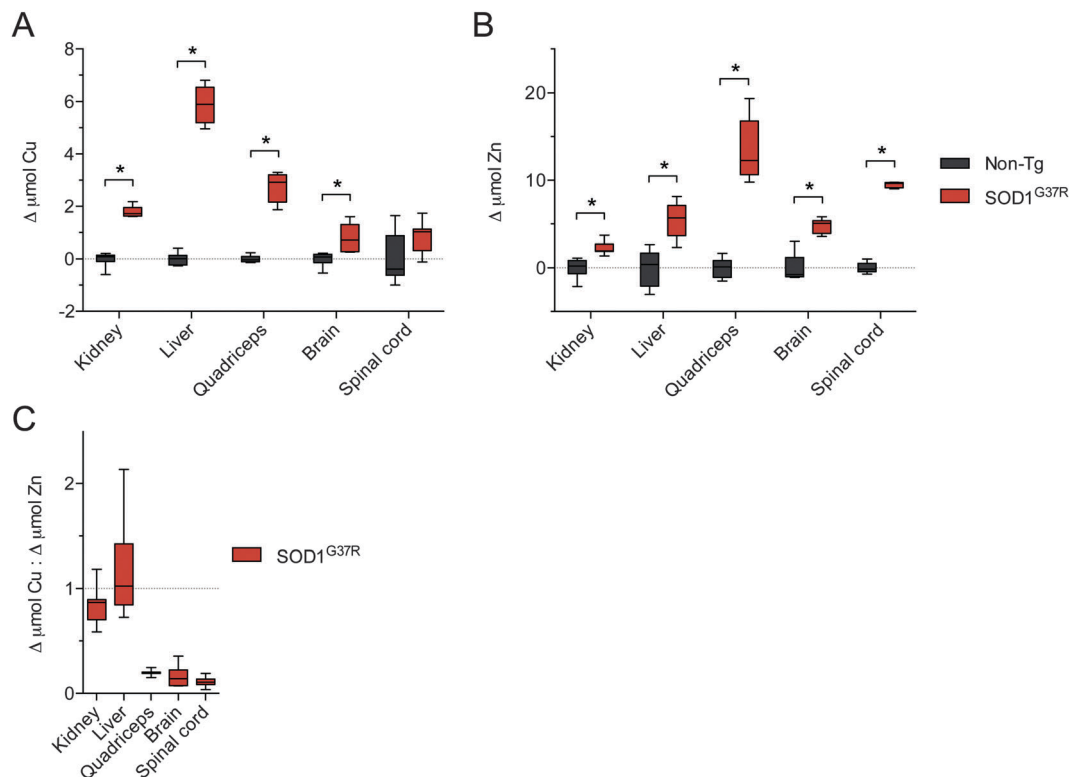 A
Δ μmol Cu
8
6
4
2
0
-2
*
*
*
*
Kidney
Liver
Quadriceps
Brain
Spinal cord
B
Δ μmol Zn
20
10
0
*
*
*
*
*
Kidney
Liver
Quadriceps
Brain
Spinal cord
Non-Tg
SOD1G37R
C
Δ μmol Cu : Δ μmol Zn
2
1
0
Kidney
Liver
Quadriceps
Brain
Spinal cord
SOD1G37R